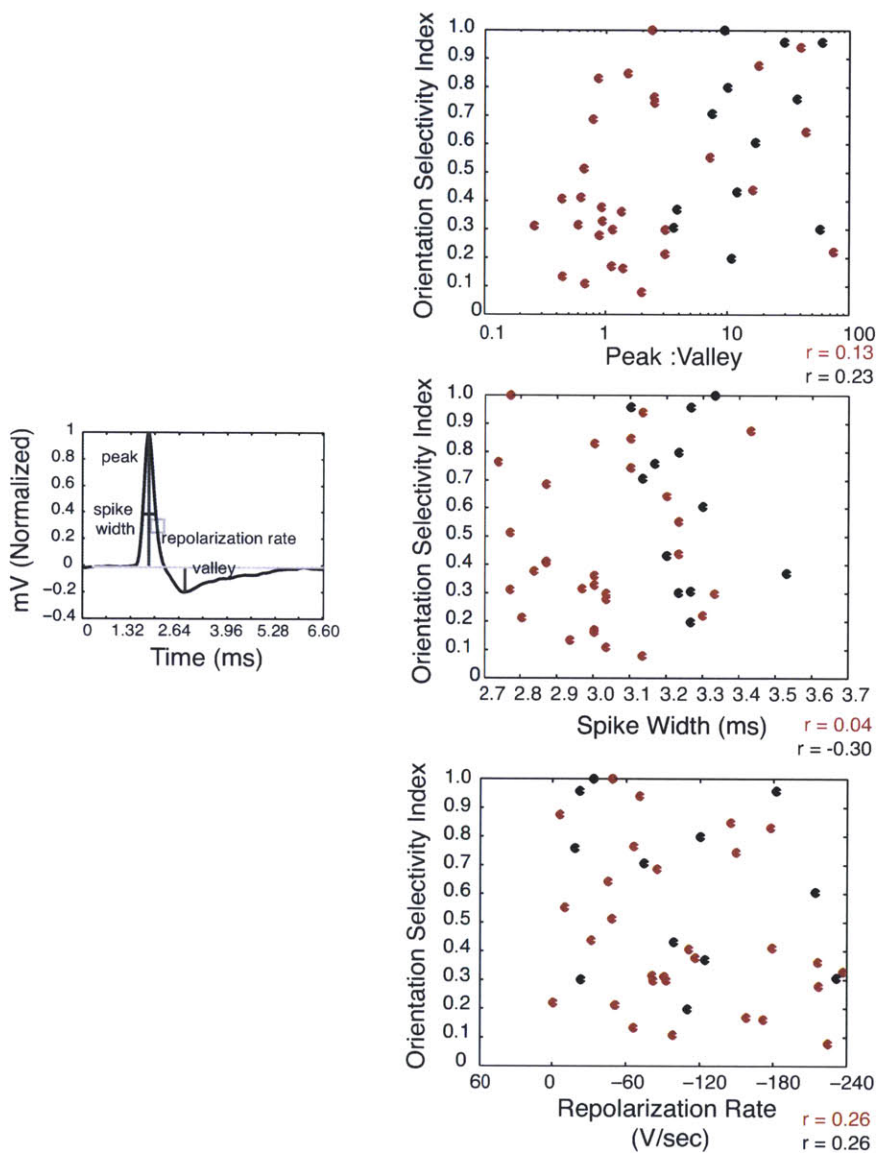 Orientation Selectivity Index
1.0
0.9
0.8
0.7
0.6
0.5
0.4
0.3
0.2
0.1
0
0.1 1 10 100
Peak :Valley
r = 0.13
r = 0.23
mV (Normalized)
1
0.8
0.6
0.4
0.2
0
-0.2
-0.4
peak
spike
width
repolarization rate
valley
0 1.32 2.64 3.96 5.28 6.60
Time (ms)
Orientation Selectivity Index
1.0
0.9
0.8
0.7
0.6
0.5
0.4
0.3
0.2
0.1
0
2.7 2.8 2.9 3.0 3.1 3.2 3.3 3.4 3.5 3.6 3.7
Spike Width (ms)
r = 0.04
r = -0.30
Orientation Selectivity Index
1.0
0.9
0.8
0.7
0.6
0.5
0.4
0.3
0.2
0.1
0
60 0 −60 −120 −180 −240
Repolarization Rate
(V/sec)
r = 0.26
r = 0.26